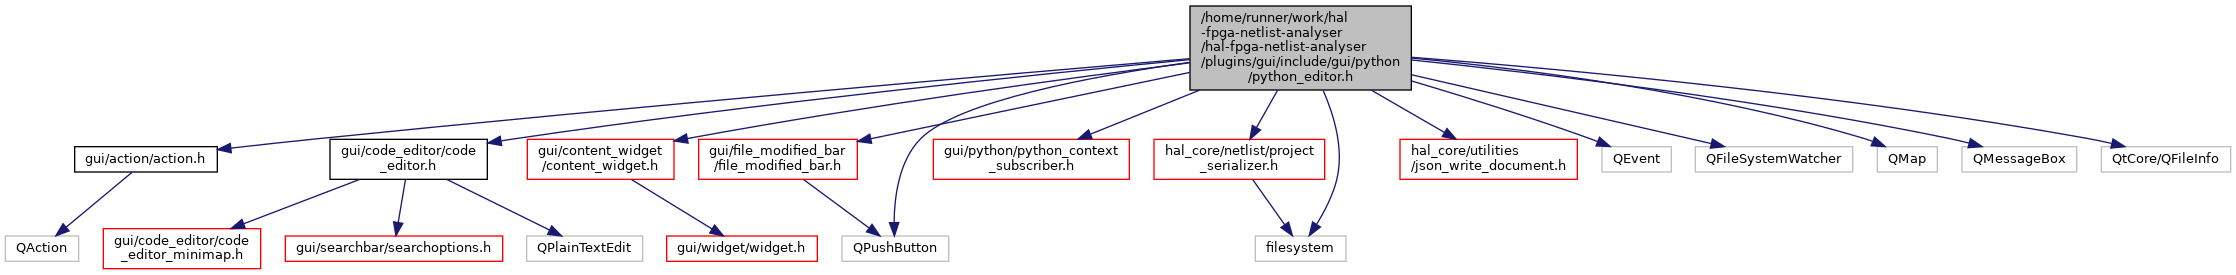 /home/runner/work/hal
-fpga-netlist-analyser
/hal-fpga-netlist-analyser
/plugins/gui/include/gui/python
/python_editor.h
gui/action/action.h
gui/code_editor/code
_editor.h
gui/content_widget
/content_widget.h
gui/file_modified_bar
/file_modified_bar.h
gui/python/python_context
_subscriber.h
hal_core/netlist/project
_serializer.h
hal_core/utilities
/json_write_document.h
QEvent
QFileSystemWatcher
QMap
QMessageBox
QtCore/QFileInfo
QAction
gui/code_editor/code
_editor_minimap.h
gui/searchbar/searchoptions.h
QPlainTextEdit
gui/widget/widget.h
QPushButton
filesystem